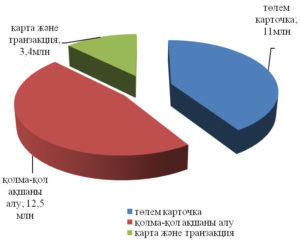 карта және
транзакция;
3,4млн
төлем
карточка;
11млн
қолма-қол
ақшаны
алу; 12,5
млн
төлем карточка
қолма-қол ақшаны алу
карта және транзакция